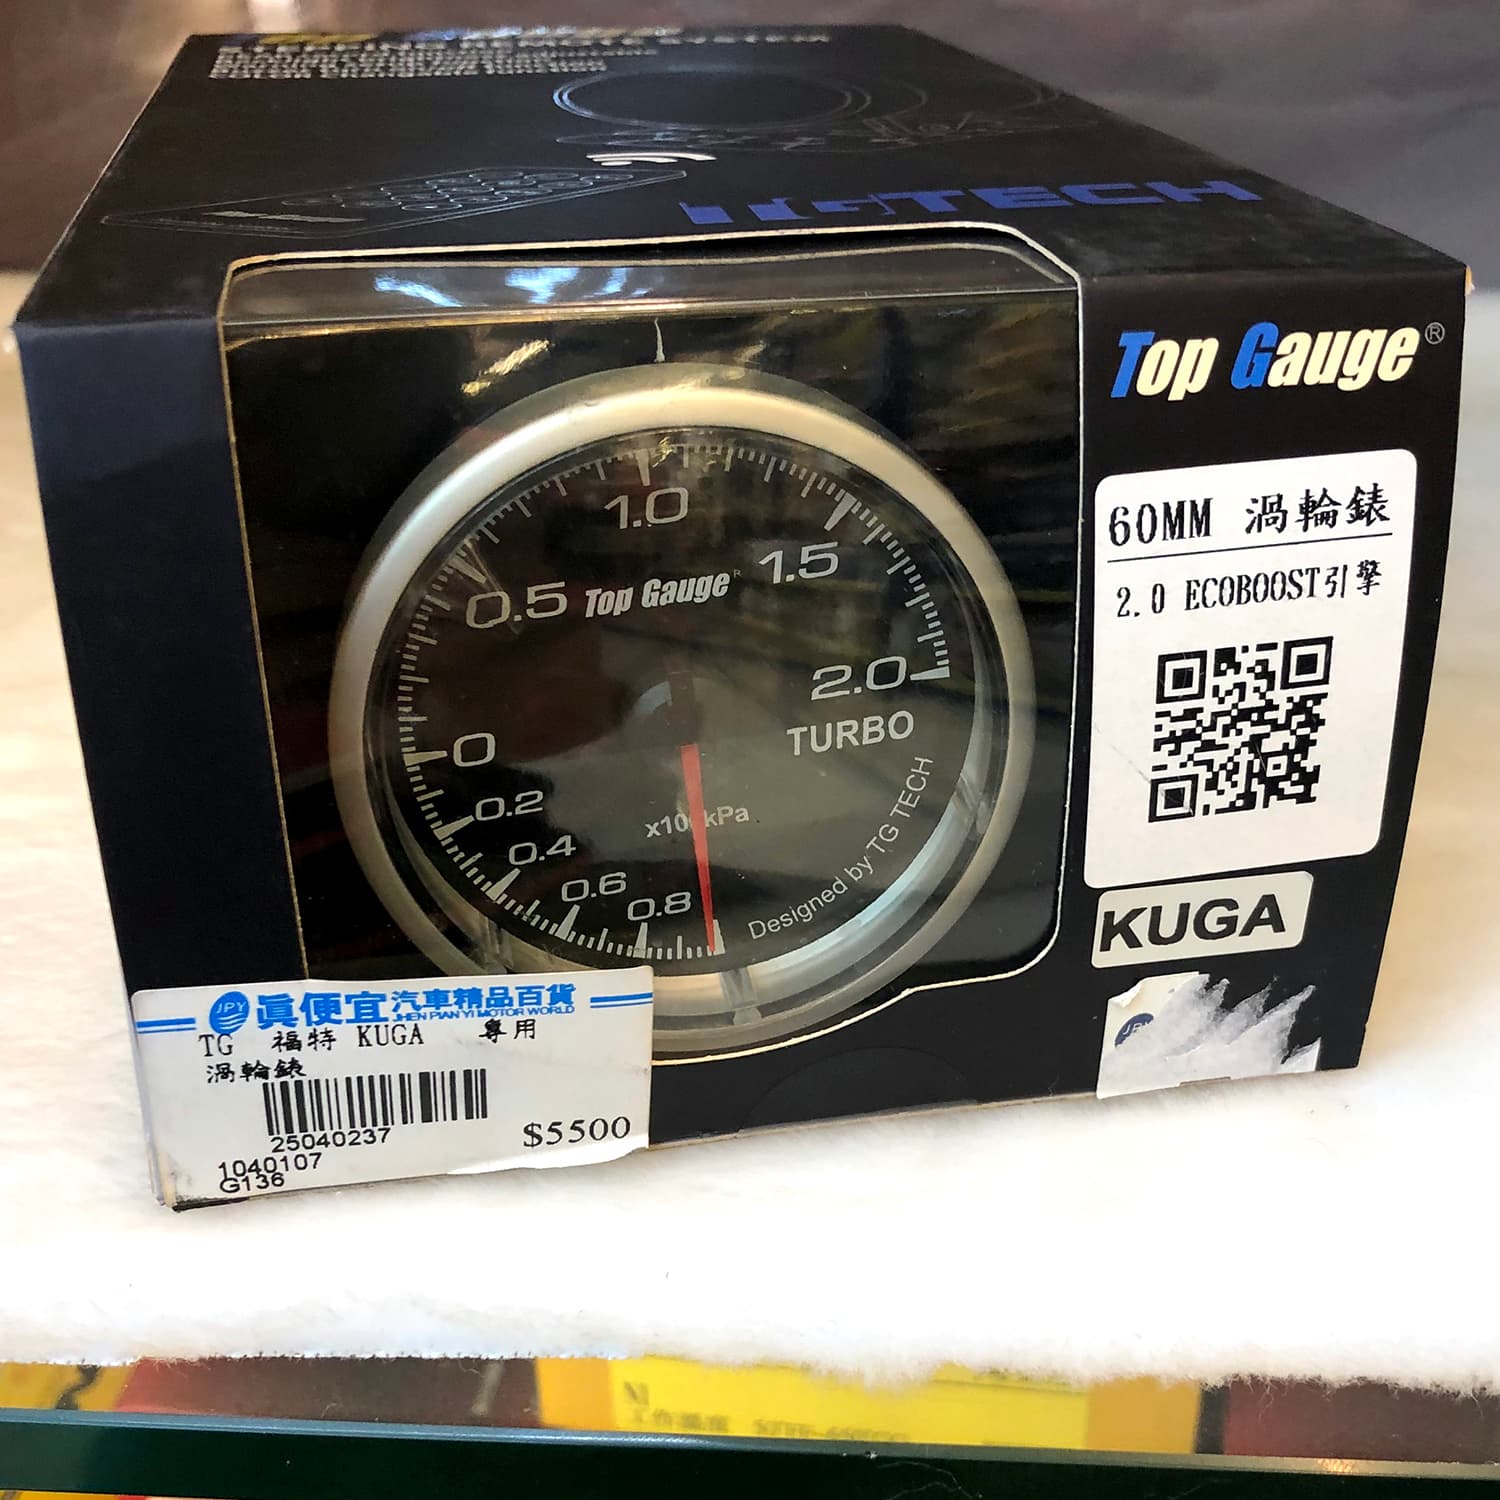 TECH
Top Gauge®
60MM 渦輪錶
2.0 ECOBOOST引擎
KUGA
1.0
0.5
Top Gauge®
1.5
2.0
TURBO
0
0.2
0.4
0.6
0.8
kPa
Designed by TG TECH
JPY 眞便宜汽車精品百貨
JHEN PIAN YI MOTOR WORLD
TG 福特 KUGA 專用
渦輪錶
25040237
$5500
1040107
G136